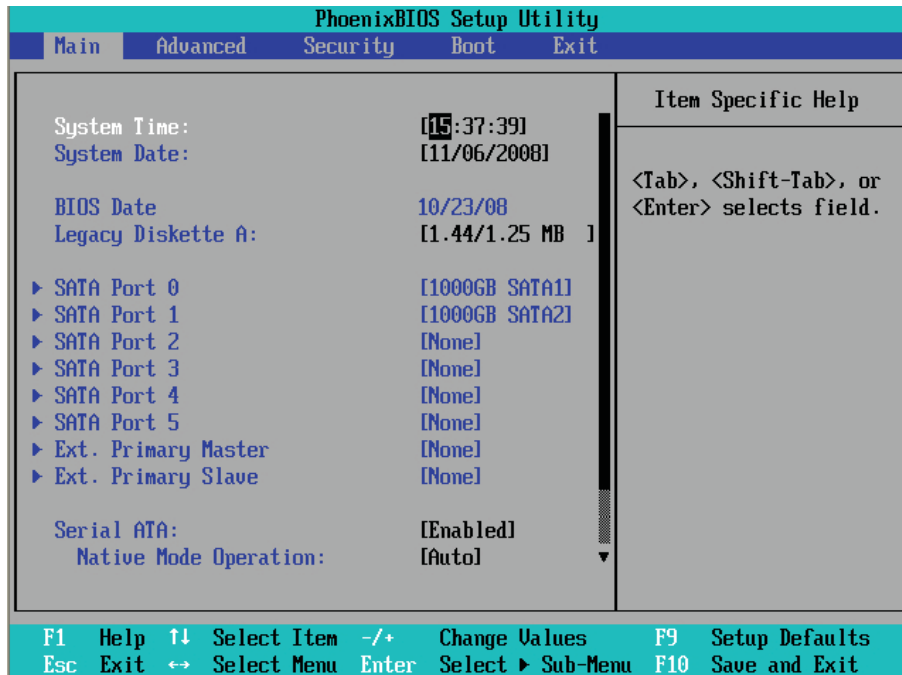 PhoenixBIOS Setup Utility
Main Advanced Security Boot Exit
Item Specific Help
System Time: [15:37:39]
System Date: [11/06/2008]
<Tab>, <Shift-Tab>, or
<Enter> selects field.
BIOS Date 10/23/08
Legacy Diskette A: [1.44/1.25 MB ]
SATA Port 0 [1000GB SATA1]
SATA Port 1 [1000GB SATA2]
SATA Port 2 [None]
SATA Port 3 [None]
SATA Port 4 [None]
SATA Port 5 [None]
Ext. Primary Master [None]
Ext. Primary Slave [None]
Serial ATA: [Enabled]
Native Mode Operation: [Auto]
F1 Help ↑↓ Select Item -/+ Change Values F9 Setup Defaults
Esc Exit ↔ Select Menu Enter Select ▶ Sub-Menu F10 Save and Exit